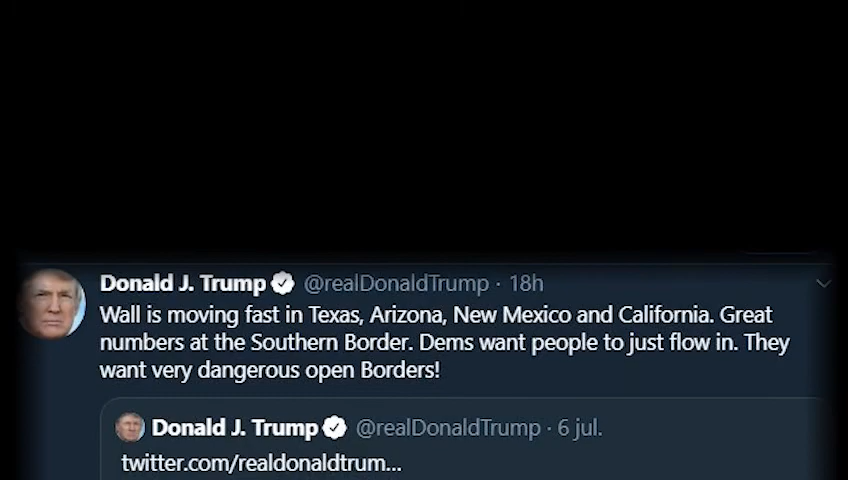 Donald J. Trump @realDonaldTrump · 18h
Wall is moving fast in Texas, Arizona, New Mexico and California. Great
numbers at the Southern Border. Dems want people to just flow in. They
want very dangerous open Borders!
Donald J. Trump @realDonaldTrump · 6 jul.
twitter.com/realdonaldtrum...